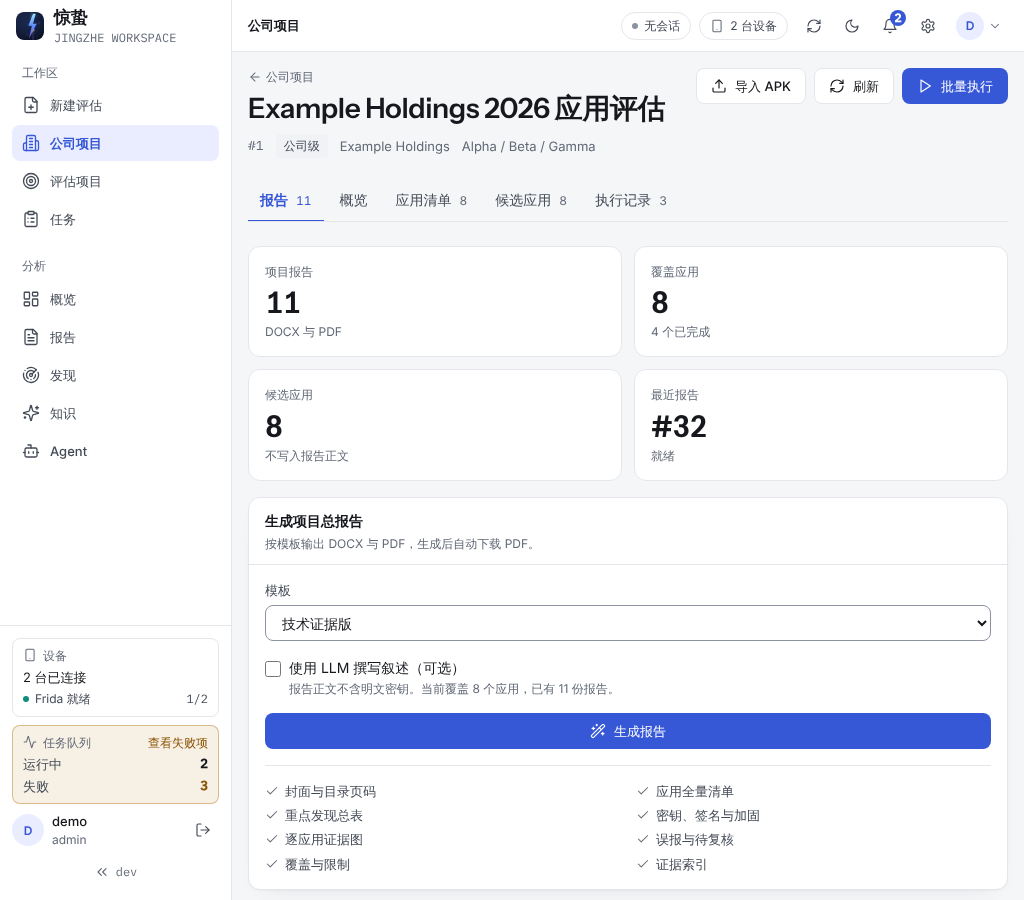 惊蛰
JINGZHE WORKSPACE
工作区
新建评估
公司项目
评估项目
任务
分析
概览
报告
发现
知识
Agent
设备
2 台已连接
Frida 就绪 1/2
任务队列 查看失败项
运行中 2
失败 3
D demo
admin
dev
公司项目
无会话
2 台设备
2
D
公司项目
导入 APK
刷新
批量执行
Example Holdings 2026 应用评估
#1 公司级 Example Holdings Alpha / Beta / Gamma
报告 11 概览 应用清单 8 候选应用 8 执行记录 3
项目报告
11
DOCX 与 PDF
覆盖应用
8
4 个已完成
候选应用
8
不写入报告正文
最近报告
#32
就绪
生成项目总报告
按模板输出 DOCX 与 PDF，生成后自动下载 PDF。
模板
技术证据版
使用 LLM 撰写叙述（可选）
报告正文不含明文密钥。当前覆盖 8 个应用，已有 11 份报告。
生成报告
封面与目录页码
应用全量清单
重点发现总表
密钥、签名与加固
逐应用证据图
误报与待复核
覆盖与限制
证据索引